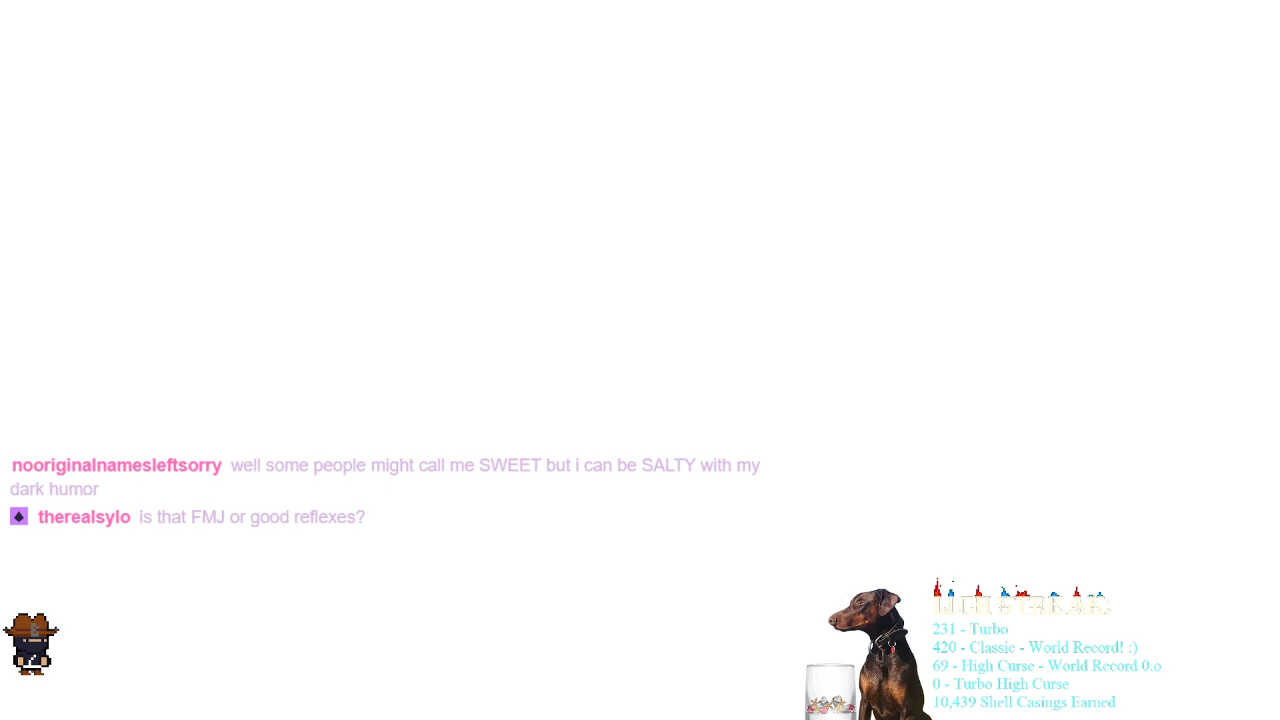 nooriginalnamesleftsorry well some people might call me SWEET but i can be SALTY with my
dark humor
therealsylo is that FMJ or good reflexes?
231 - Turbo
420 - Classic - World Record! :)
69 - High Curse - World Record 0.o
0 - Turbo High Curse
10,439 Shell Casings Earned